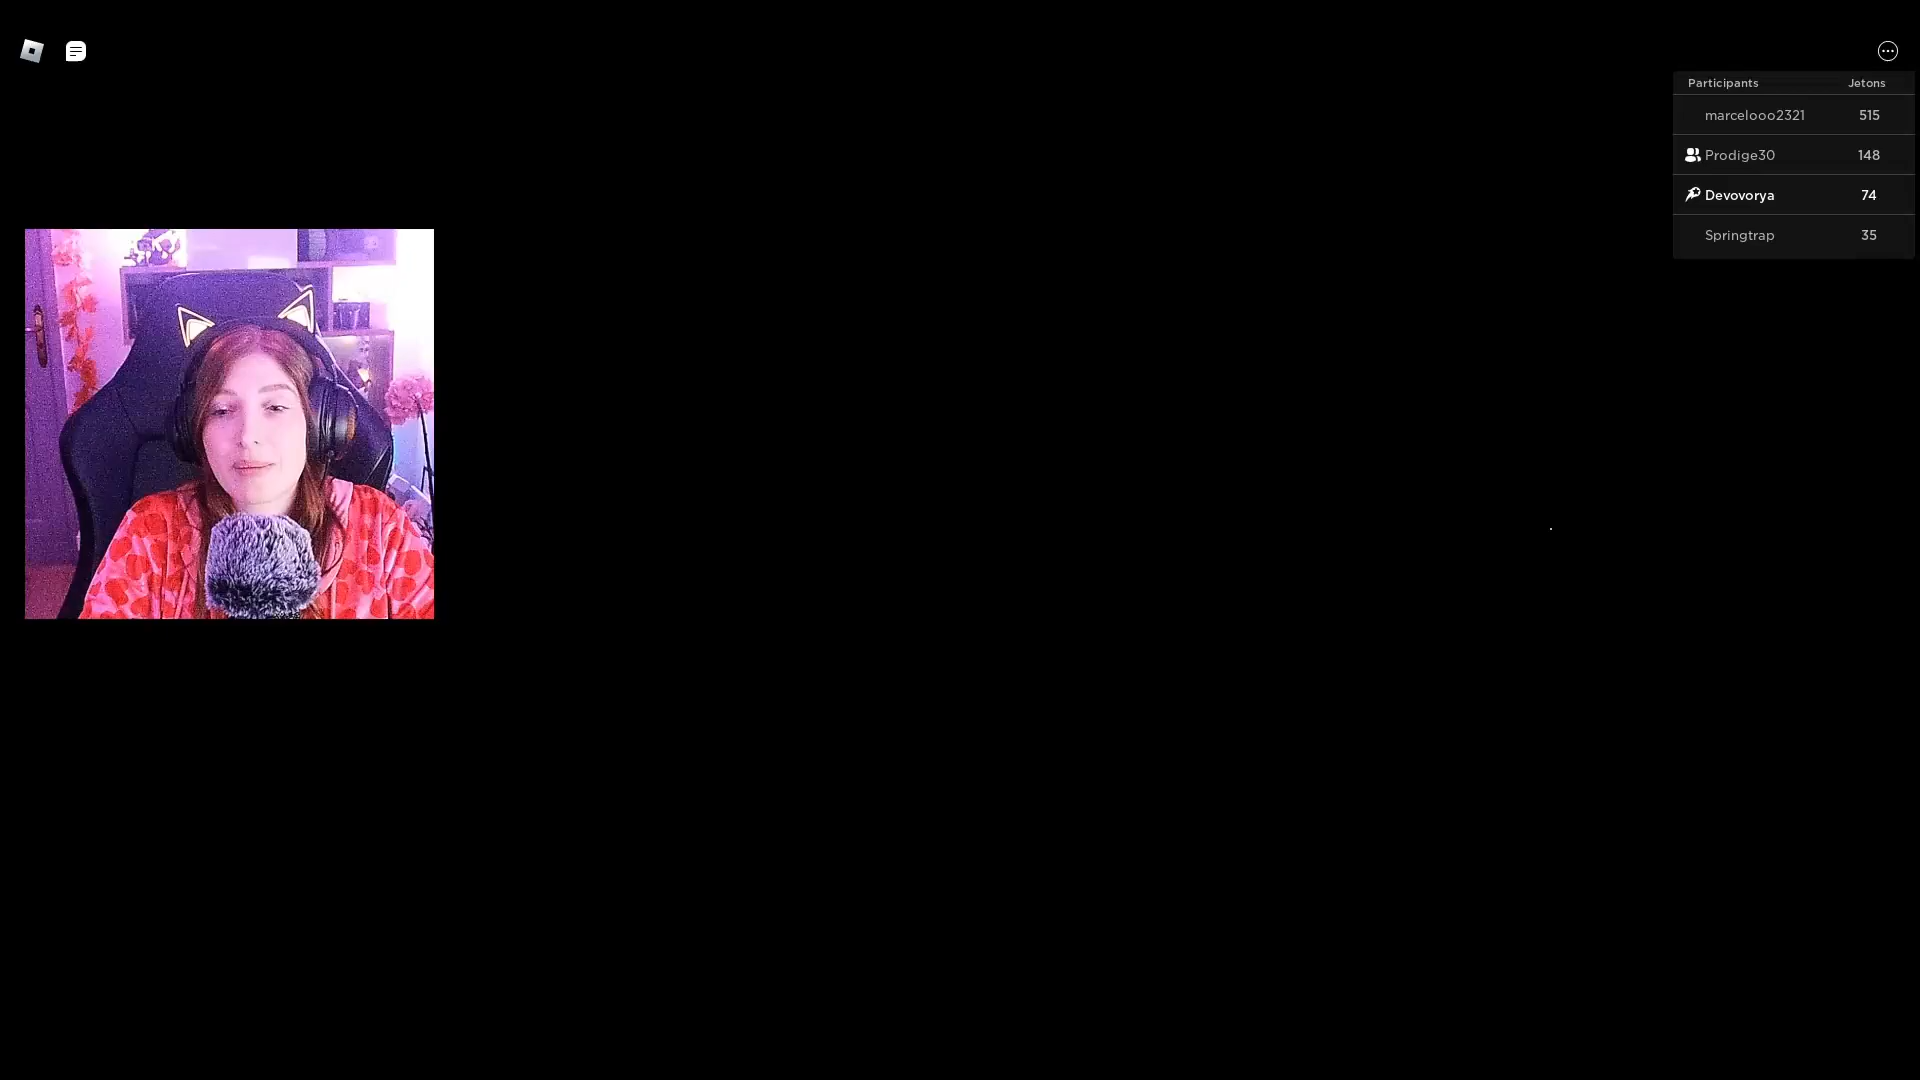 Participants Jetons
marcelooo2321 515
Prodige30 148
Devovorya 74
Springtrap 35